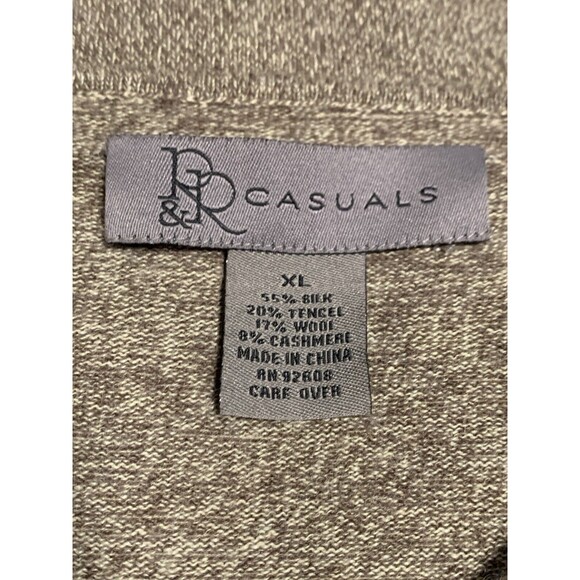 R&R CASUALS
XL
55% SILK
20% TENCEL
17% WOOL
8% CASHMERE
MADE IN CHINA
RN 92608
CARE OVER